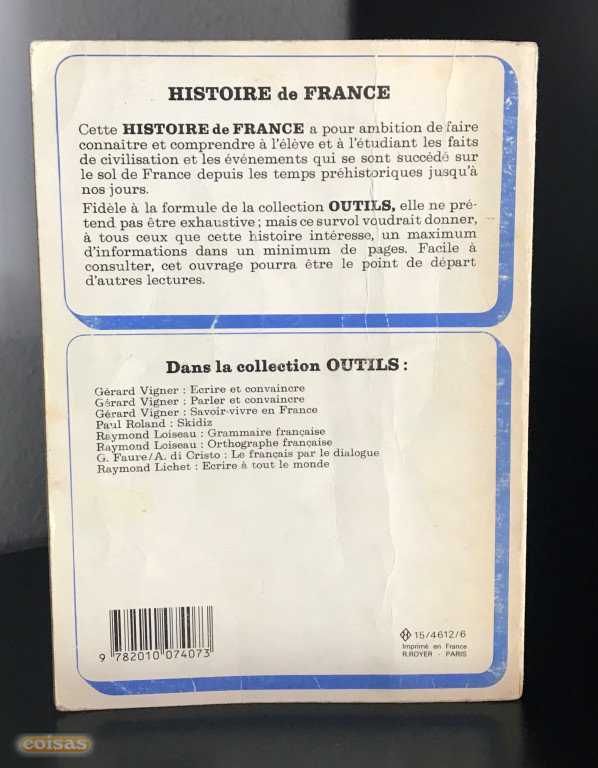 HISTOIRE de FRANCE
Cette HISTOIRE de FRANCE a pour ambition de faire
connaître et comprendre à l'élève et à l'étudiant les faits
de civilisation et les événements qui se sont succédé sur
le sol de France depuis les temps préhistoriques jusqu'à
nos jours.
Fidèle à la formule de la collection OUTILS, elle ne pré-
tend pas être exhaustive ; mais ce survol voudrait donner,
à tous ceux que cette histoire intéresse, un maximum
d'informations dans un minimum de pages. Facile à
consulter, cet ouvrage pourra être le point de départ
d'autres lectures.
Dans la collection OUTILS :
Gérard Vigner : Ecrire et convaincre
Gérard Vigner : Parler et convaincre
Gérard Vigner : Savoir-vivre en France
Paul Roland : Skidiz
Raymond Loiseau : Grammaire française
Raymond Loiseau : Orthographe française
G. Faure/A. di Cristo : Le français par le dialogue
Raymond Lichet : Ecrire à tout le monde
9 782010 074073
H 15/4612/6
Imprimé en France
R.ROYER - PARIS
coisas